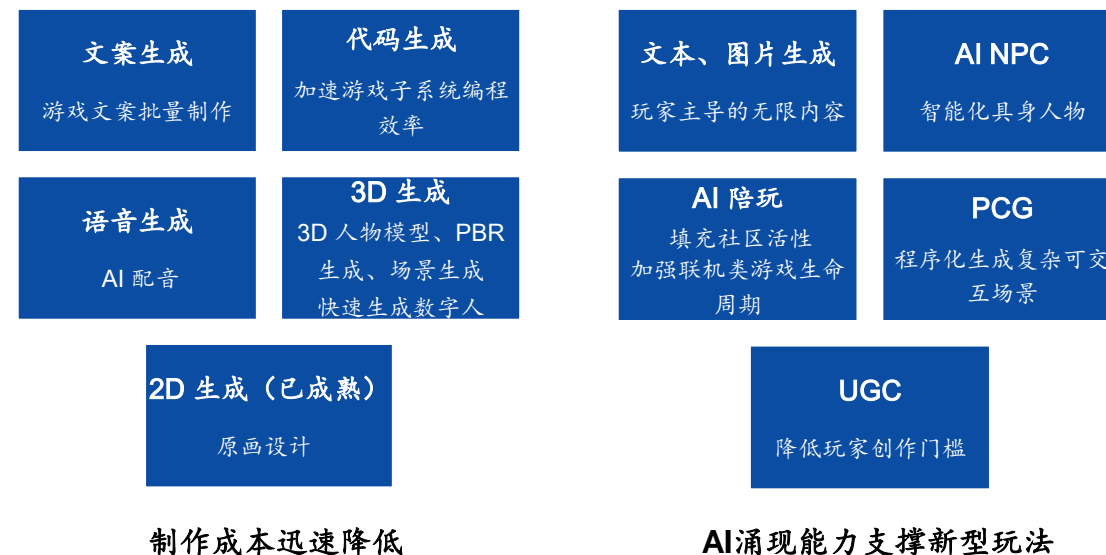 文案生成
游戏文案批量制作
代码生成
加速游戏子系统编程
效率
语音生成
AI 配音
3D 生成
3D 人物模型、PBR
生成、场景生成
快速生成数字人
2D 生成（已成熟）
原画设计
制作成本迅速降低
文本、图片生成
玩家主导的无限内容
AI NPC
智能化具身人物
AI 陪玩
填充社区活性
加强联机类游戏生命
周期
PCG
程序化生成复杂可交
互场景
UGC
降低玩家创作门槛
AI涌现能力支撑新型玩法